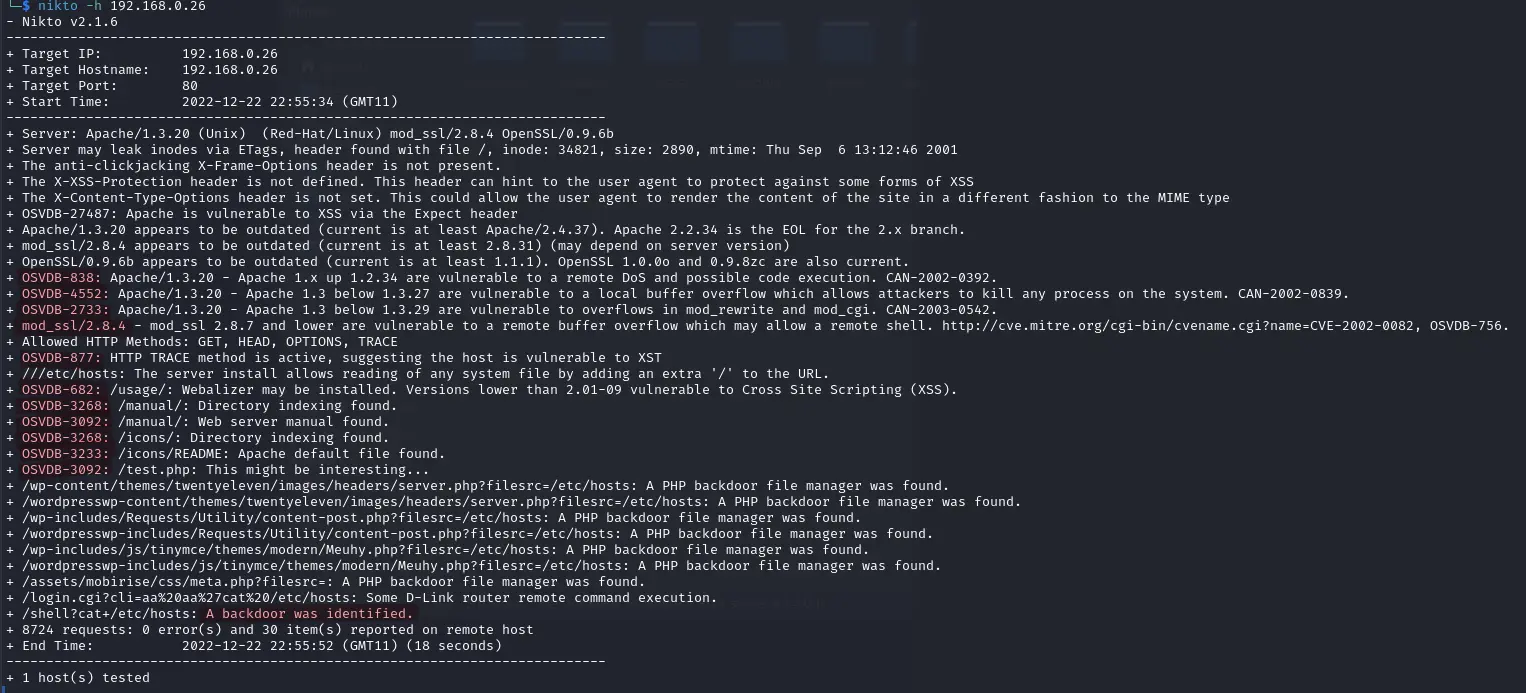 └─$ nikto -h 192.168.0.26
- Nikto v2.1.6
---------------------------------------------------------------------------
+ Target IP:          192.168.0.26
+ Target Hostname:    192.168.0.26
+ Target Port:        80
+ Start Time:         2022-12-22 22:55:34 (GMT11)
---------------------------------------------------------------------------
+ Server: Apache/1.3.20 (Unix)  (Red-Hat/Linux) mod_ssl/2.8.4 OpenSSL/0.9.6b
+ Server may leak inodes via ETags, header found with file /, inode: 34821, size: 2890, mtime: Thu Sep  6 13:12:46 2001
+ The anti-clickjacking X-Frame-Options header is not present.
+ The X-XSS-Protection header is not defined. This header can hint to the user agent to protect against some forms of XSS
+ The X-Content-Type-Options header is not set. This could allow the user agent to render the content of the site in a different fashion to the MIME type
+ OSVDB-27487: Apache is vulnerable to XSS via the Expect header
+ Apache/1.3.20 appears to be outdated (current is at least Apache/2.4.37). Apache 2.2.34 is the EOL for the 2.x branch.
+ mod_ssl/2.8.4 appears to be outdated (current is at least 2.8.31) (may depend on server version)
+ OpenSSL/0.9.6b appears to be outdated (current is at least 1.1.1). OpenSSL 1.0.0o and 0.9.8zc are also current.
+ OSVDB-838: Apache/1.3.20 - Apache 1.x up 1.2.34 are vulnerable to a remote DoS and possible code execution. CAN-2002-0392.
+ OSVDB-4552: Apache/1.3.20 - Apache 1.3 below 1.3.27 are vulnerable to a local buffer overflow which allows attackers to kill any process on the system. CAN-2002-0839.
+ OSVDB-2733: Apache/1.3.20 - Apache 1.3 below 1.3.29 are vulnerable to overflows in mod_rewrite and mod_cgi. CAN-2003-0542.
+ mod_ssl/2.8.4 - mod_ssl 2.8.7 and lower are vulnerable to a remote buffer overflow which may allow a remote shell. http://cve.mitre.org/cgi-bin/cvename.cgi?name=CVE-2002-0082, OSVDB-756.
+ Allowed HTTP Methods: GET, HEAD, OPTIONS, TRACE
+ OSVDB-877: HTTP TRACE method is active, suggesting the host is vulnerable to XST
+ ///etc/hosts: The server install allows reading of any system file by adding an extra '/' to the URL.
+ OSVDB-682: /usage/: Webalizer may be installed. Versions lower than 2.01-09 vulnerable to Cross Site Scripting (XSS).
+ OSVDB-3268: /manual/: Directory indexing found.
+ OSVDB-3092: /manual/: Web server manual found.
+ OSVDB-3268: /icons/: Directory indexing found.
+ OSVDB-3233: /icons/README: Apache default file found.
+ OSVDB-3092: /test.php: This might be interesting...
+ /wp-content/themes/twentyeleven/images/headers/server.php?filesrc=/etc/hosts: A PHP backdoor file manager was found.
+ /wordpresswp-content/themes/twentyeleven/images/headers/server.php?filesrc=/etc/hosts: A PHP backdoor file manager was found.
+ /wp-includes/Requests/Utility/content-post.php?filesrc=/etc/hosts: A PHP backdoor file manager was found.
+ /wordpresswp-includes/Requests/Utility/content-post.php?filesrc=/etc/hosts: A PHP backdoor file manager was found.
+ /wp-includes/js/tinymce/themes/modern/Meuhy.php?filesrc=/etc/hosts: A PHP backdoor file manager was found.
+ /wordpresswp-includes/js/tinymce/themes/modern/Meuhy.php?filesrc=/etc/hosts: A PHP backdoor file manager was found.
+ /assets/mobirise/css/meta.php?filesrc=: A PHP backdoor file manager was found.
+ /login.cgi?cli=aa%20aa%27cat%20/etc/hosts: Some D-Link router remote command execution.
+ /shell?cat+/etc/hosts: A backdoor was identified.
+ 8724 requests: 0 error(s) and 30 item(s) reported on remote host
+ End Time:           2022-12-22 22:55:52 (GMT11) (18 seconds)
---------------------------------------------------------------------------
+ 1 host(s) tested